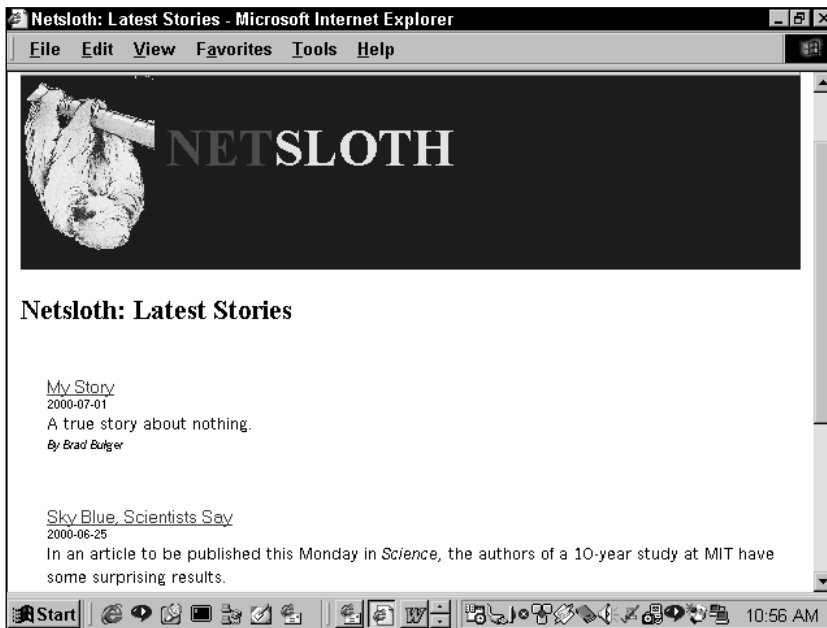 Netsloth: Latest Stories - Microsoft Internet Explorer
File Edit View Favorites Tools Help
NETSLOTH
Netsloth: Latest Stories
My Story
2000-07-01
A true story about nothing.
By Brad Bulger
Sky Blue, Scientists Say
2000-06-25
In an article to be published this Monday in Science, the authors of a 10-year study at MIT have
some surprising results.
Start 10:56 AM